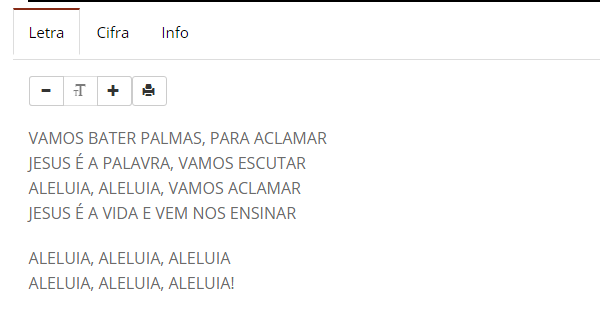 Letra Cifra Info
- TT +
VAMOS BATER PALMAS, PARA ACLAMAR
JESUS É A PALAVRA, VAMOS ESCUTAR
ALELUIA, ALELUIA, VAMOS ACLAMAR
JESUS É A VIDA E VEM NOS ENSINAR
ALELUIA, ALELUIA, ALELUIA
ALELUIA, ALELUIA, ALELUIA!